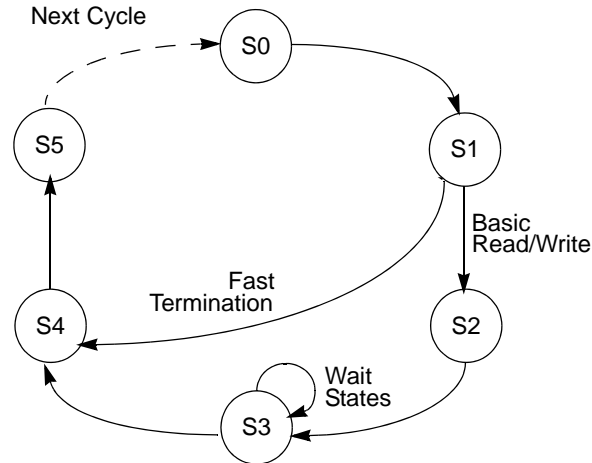 Next Cycle
S0
S5
S1
Basic
Read/Write
Fast
Termination
S4
S2
Wait
States
S3